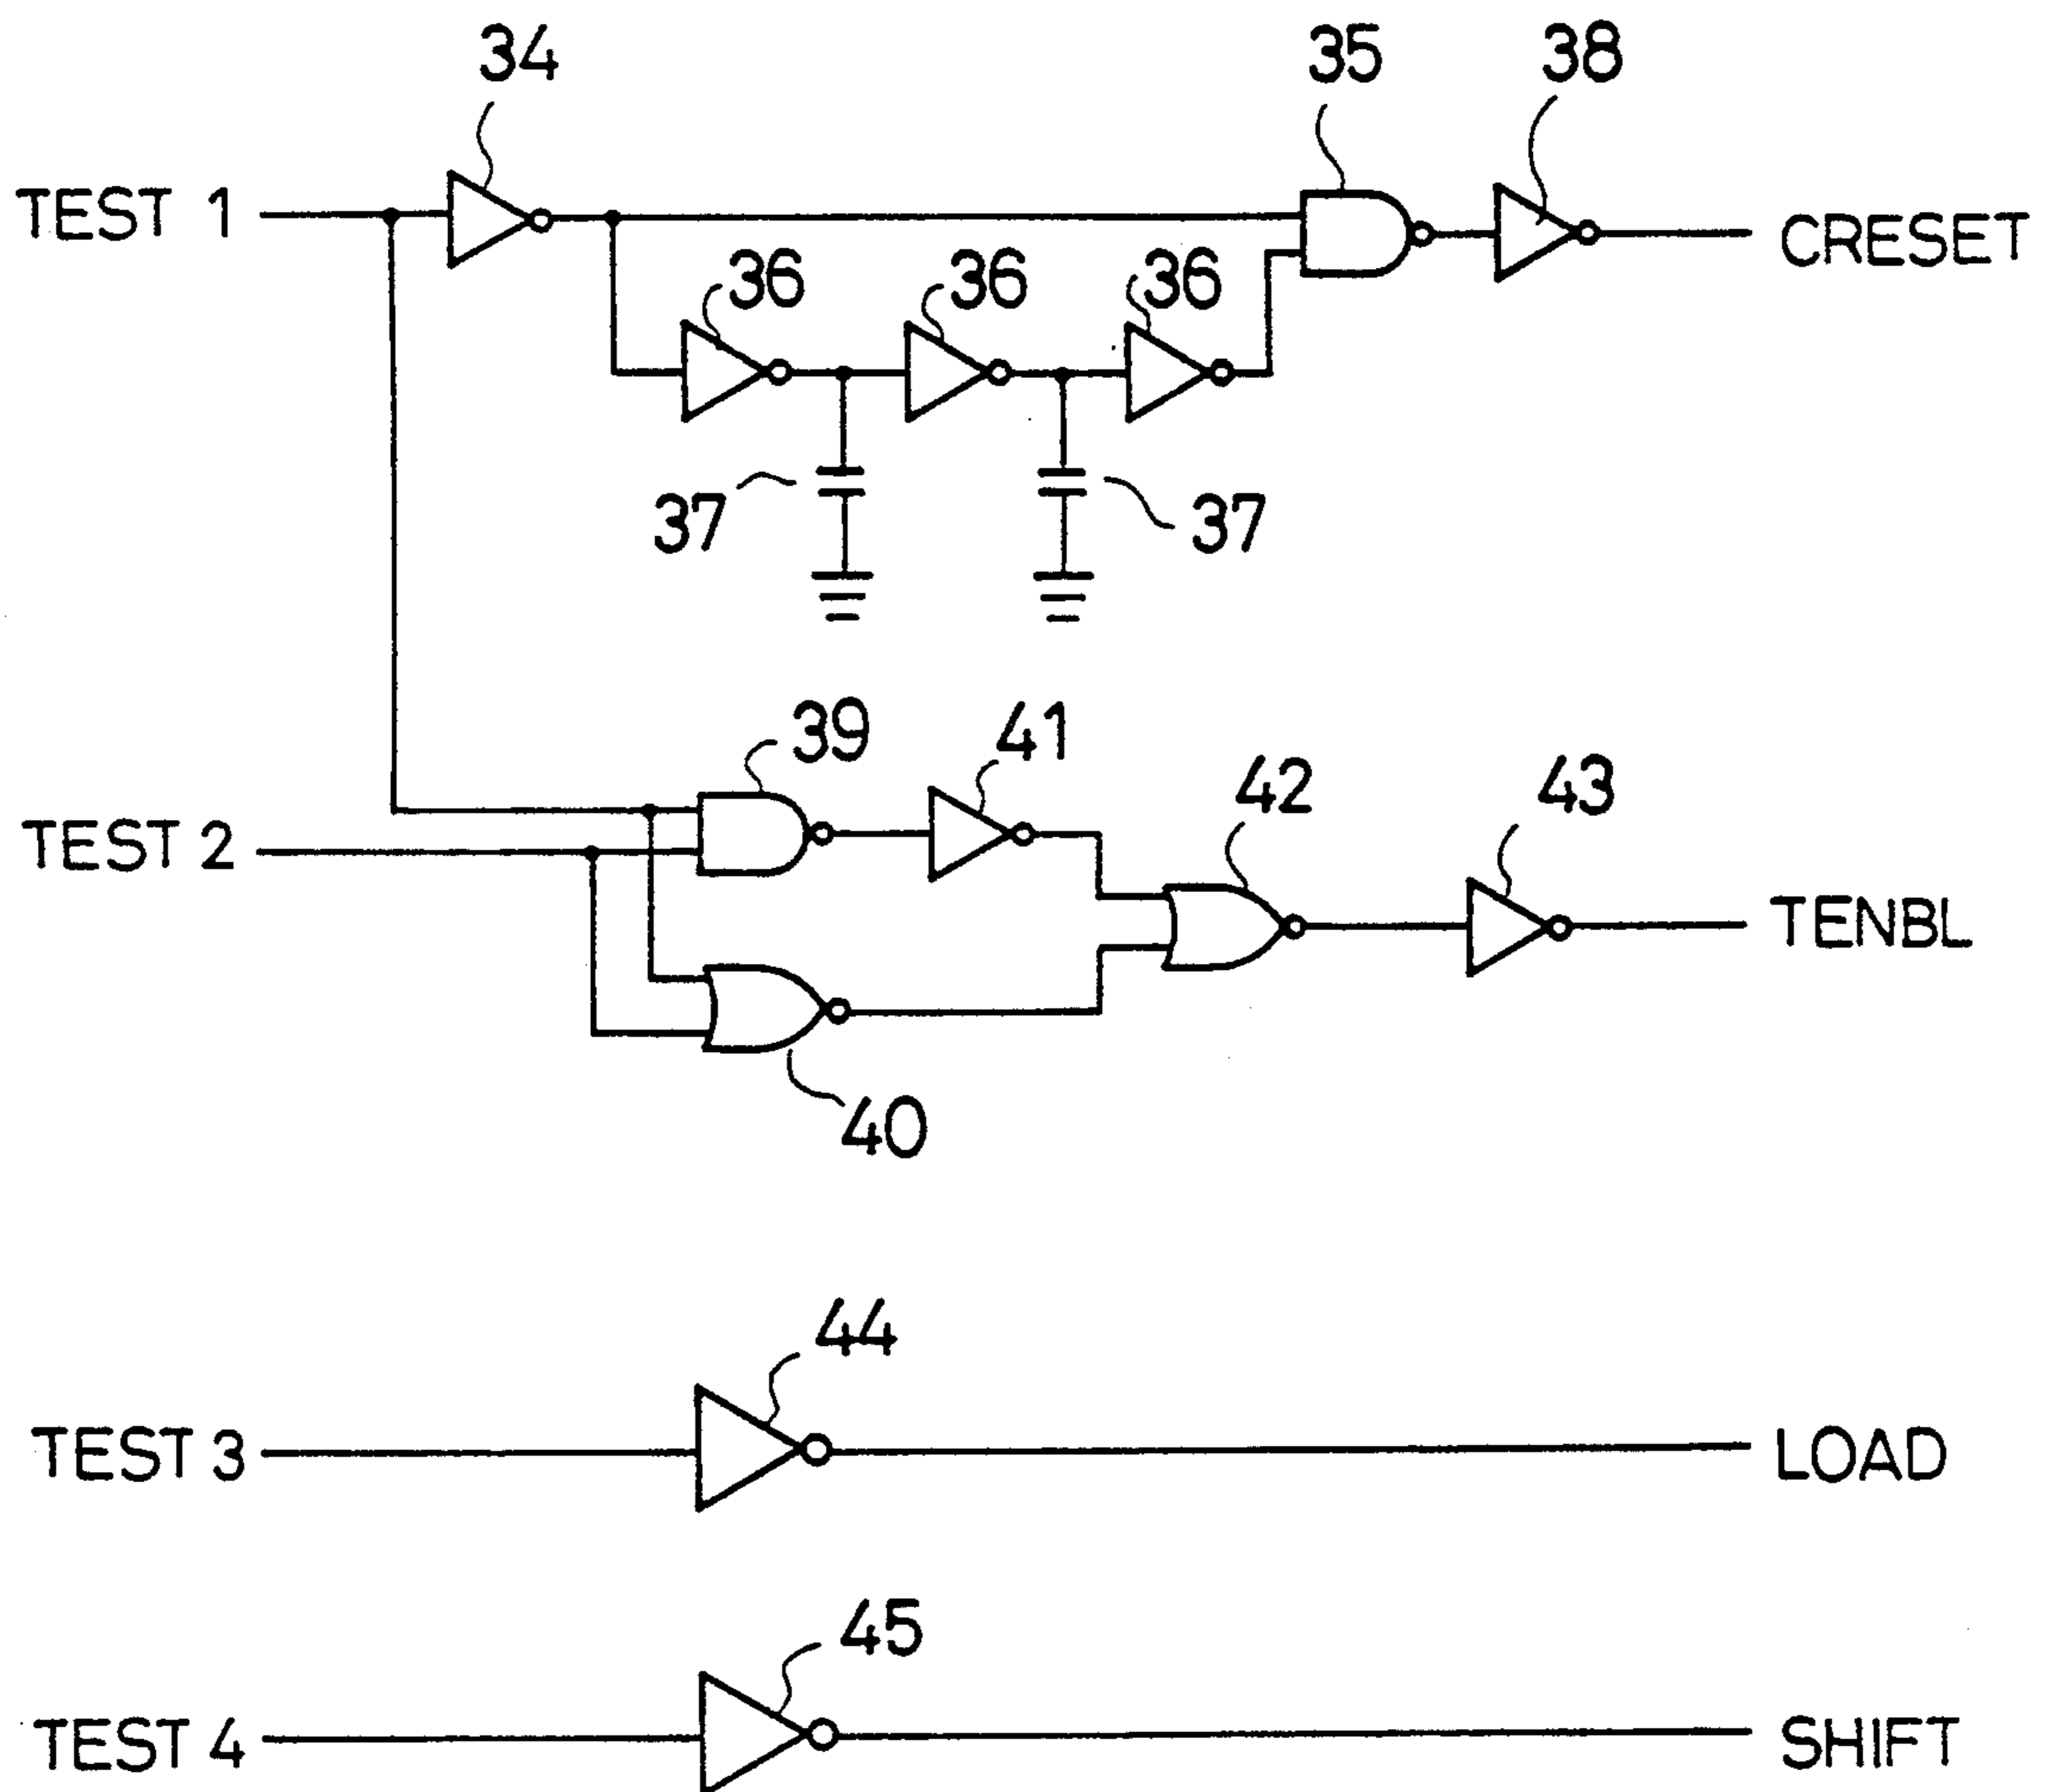 34 35 38
TEST 1 CRESET
36 36 36
37 37
39 41 42 43
TEST 2 TENBL
40
44
TEST 3 LOAD
45
TEST 4 SHIFT